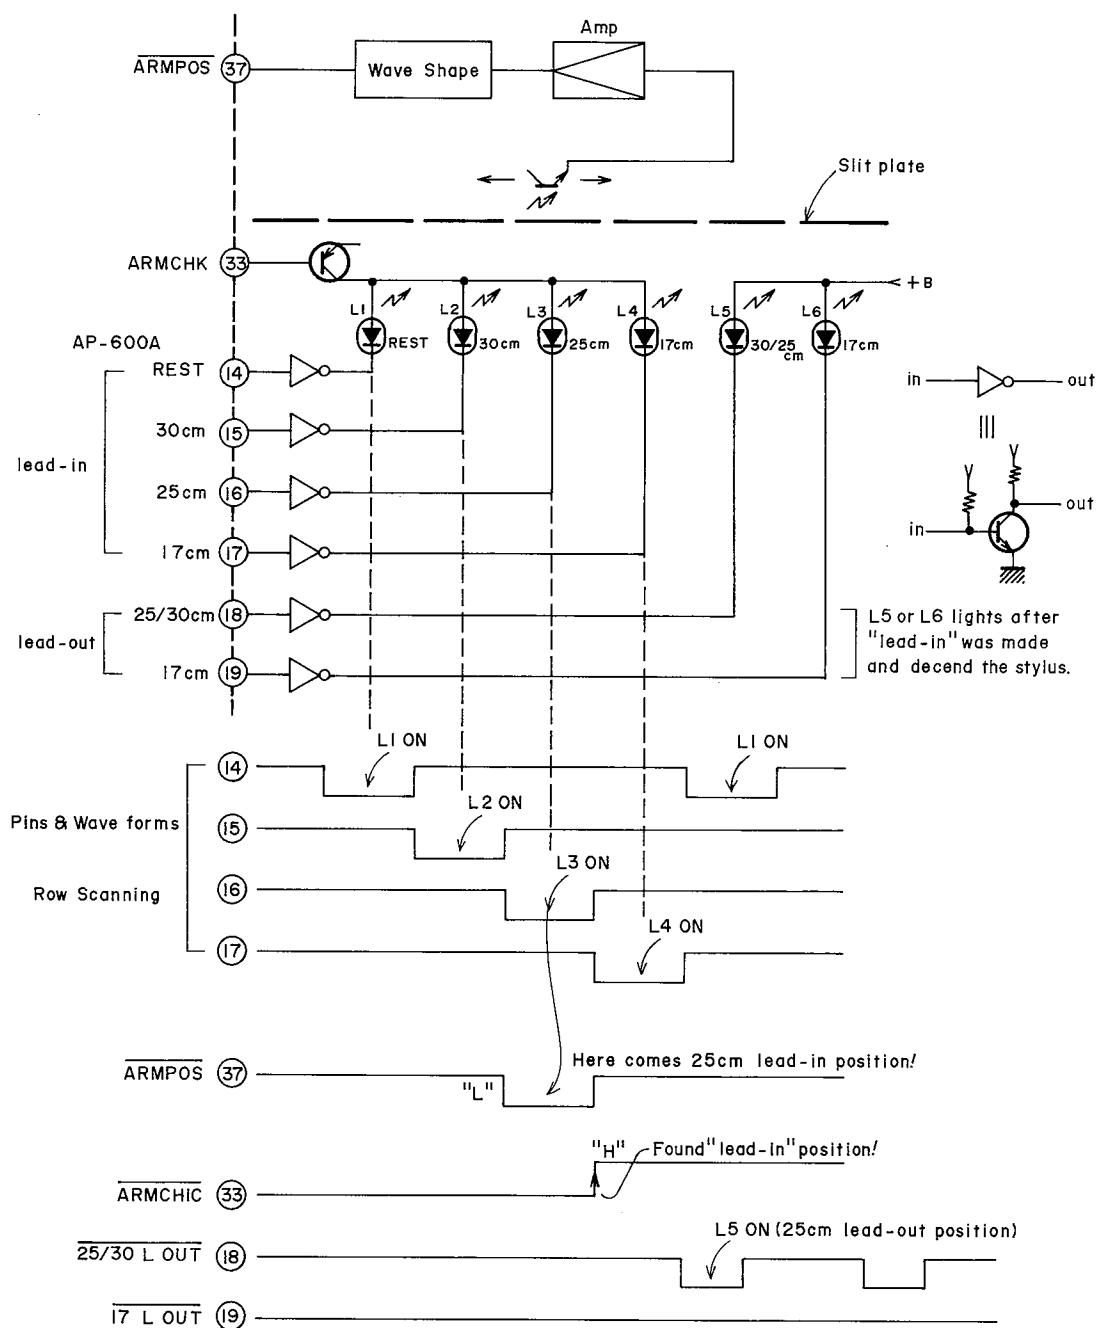 Amp
ARMPOS 37
Wave Shape
Slit plate
ARMCHK 33
+B
L1
L2
L3
L4
L5
L6
REST
30cm
25cm
17cm
30/25 cm
17cm
AP-600A
REST 14
30cm 15
lead-in
25cm 16
17cm 17
25/30cm 18
lead-out
17cm 19
in
out
in
out
L5 or L6 lights after
"lead-in" was made
and decend the stylus.
L1 ON
L1 ON
14
L2 ON
Pins & Wave forms
15
L3 ON
16
Row Scanning
L4 ON
17
Here comes 25cm lead-in position!
ARMPOS 37
"L"
"H"
Found "lead-in" position!
ARMCHIC 33
L5 ON (25cm lead-out position)
25/30 L OUT 18
17 L OUT 19